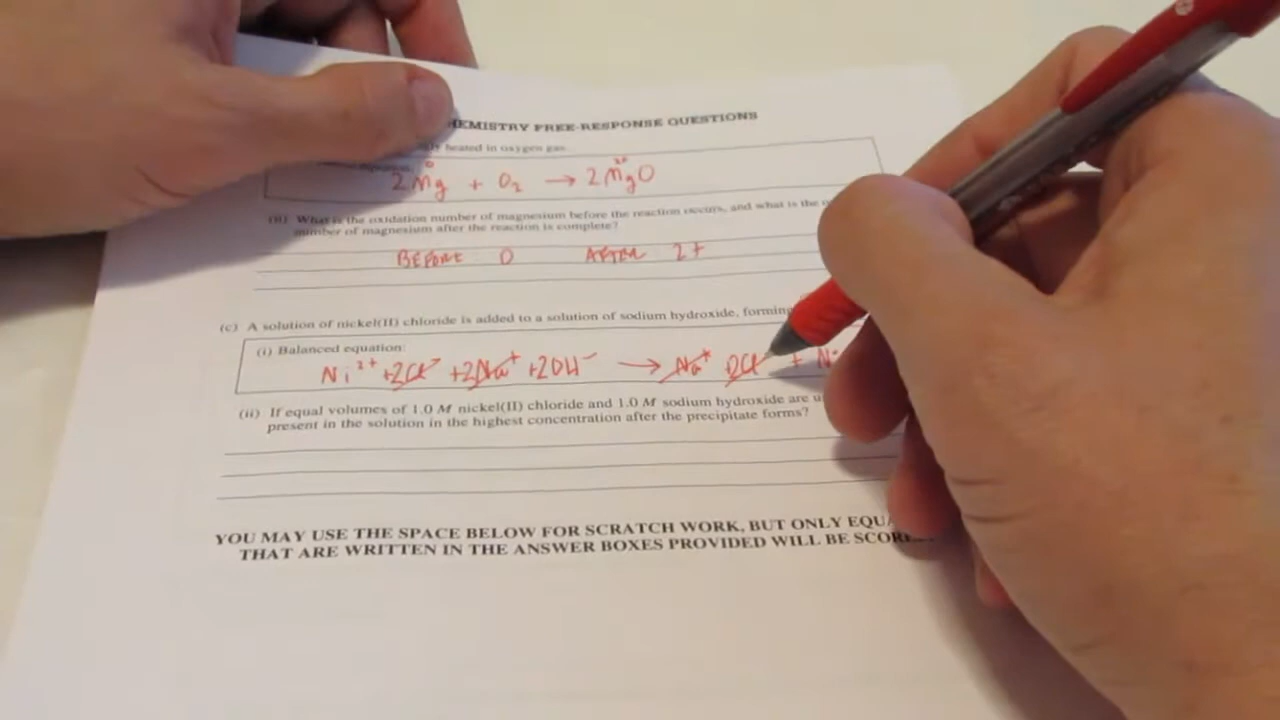 HEMISTRY FREE-RESPONSE QUESTIONS
heated in oxygen gas.
0 2+
2Mg + O2 → 2MgO
(ii) What is the oxidation number of magnesium before the reaction occurs, and what is the
number of magnesium after the reaction is complete?
BEFORE 0 AFTER 2+
(c) A solution of nickel(II) chloride is added to a solution of sodium hydroxide, forming
(i) Balanced equation:
Ni2+ +2Cl- +2Na+ +2OH- → Na+ 2Cl- + Ni
(ii) If equal volumes of 1.0 M nickel(II) chloride and 1.0 M sodium hydroxide are u
present in the solution in the highest concentration after the precipitate forms?
YOU MAY USE THE SPACE BELOW FOR SCRATCH WORK, BUT ONLY EQUA
THAT ARE WRITTEN IN THE ANSWER BOXES PROVIDED WILL BE SCORE